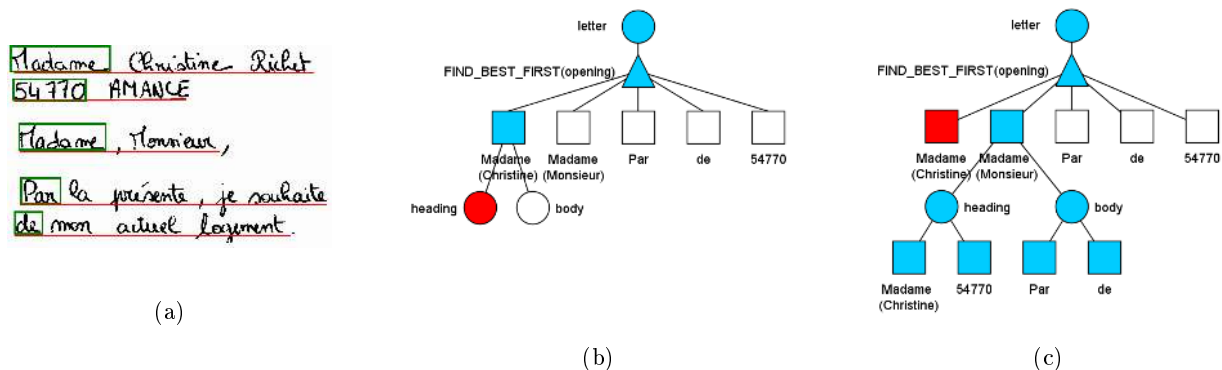 Madame Christine Richet
54770 AMANCE
Madame, Monsieur,
Par la présente, je souhaite
de mon actuel logement.
(a)
letter
FIND_BEST_FIRST(opening)
Madame
(Christine)
Madame
(Monsieur)
Par
de
54770
heading
body
(b)
letter
FIND_BEST_FIRST(opening)
Madame
(Christine)
Madame
(Monsieur)
Par
de
54770
heading
body
Madame
(Christine)
54770
Par
de
(c)